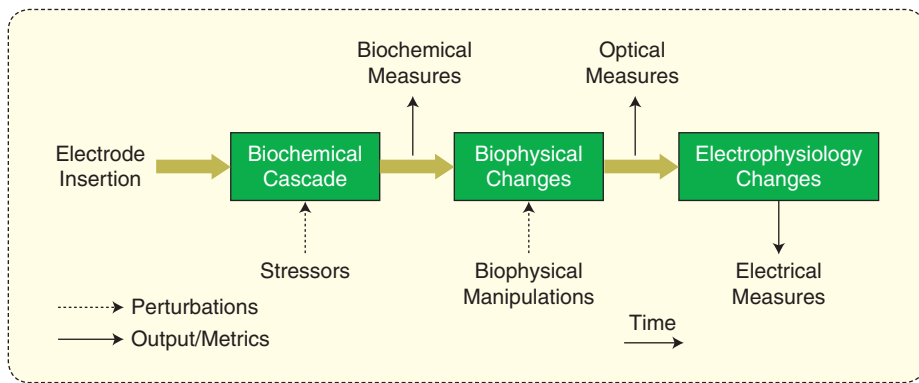 Biochemical
Measures
Optical
Measures
Electrode
Insertion
Biochemical
Cascade
Biophysical
Changes
Electrophysiology
Changes
Stressors
Biophysical
Manipulations
Electrical
Measures
Perturbations
Output/Metrics
Time